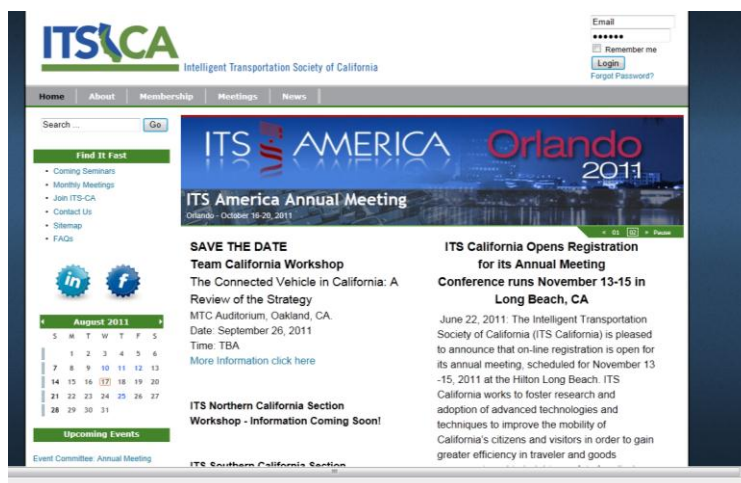 ITS CA
Intelligent Transportation Society of California
Email
Remember me
Login
Forgot Password?
Home
About
Membership
Meetings
News
Search ...
Go
Find It Fast
Coming Seminars
Monthly Meetings
Join ITS-CA
Contact Us
Sitemap
FAQs
in
f
August 2011
S M T W T F S
1 2 3 4 5 6
7 8 9 10 11 12 13
14 15 16 17 18 19 20
21 22 23 24 25 26 27
28 29 30 31
Upcoming Events
Event Committee: Annual Meeting
ITS AMERICA
Orlando
2011
ITS America Annual Meeting
Orlando - October 16-20, 2011
« 01 02 » Pause
SAVE THE DATE
Team California Workshop
The Connected Vehicle in California: A
Review of the Strategy
MTC Auditorium, Oakland, CA.
Date: September 26, 2011
Time: TBA
More Information click here
ITS Northern California Section
Workshop - Information Coming Soon!
ITS Southern California Section
ITS California Opens Registration
for its Annual Meeting
Conference runs November 13-15 in
Long Beach, CA
June 22, 2011: The Intelligent Transportation
Society of California (ITS California) is pleased
to announce that on-line registration is open for
its annual meeting, scheduled for November 13
-15, 2011 at the Hilton Long Beach. ITS
California works to foster research and
adoption of advanced technologies and
techniques to improve the mobility of
California's citizens and visitors in order to gain
greater efficiency in traveler and goods